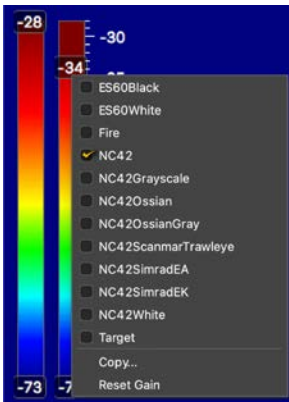 -28
-30
-34
ES60Black
ES60White
Fire
NC42
NC42Grayscale
NC42Ossian
NC42OssianGray
NC42ScanmarTrawleye
NC42SimradEA
NC42SimradEK
NC42White
Target
Copy...
Reset Gain
-73